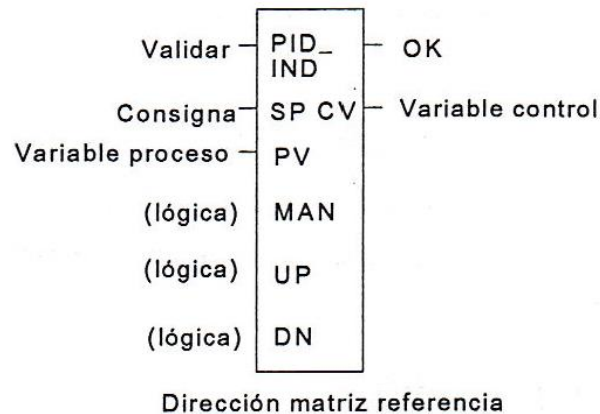 Validar PID_ OK
IND
Consigna SP CV Variable control
Variable proceso PV
(lógica) MAN
(lógica) UP
(lógica) DN
Dirección matriz referencia